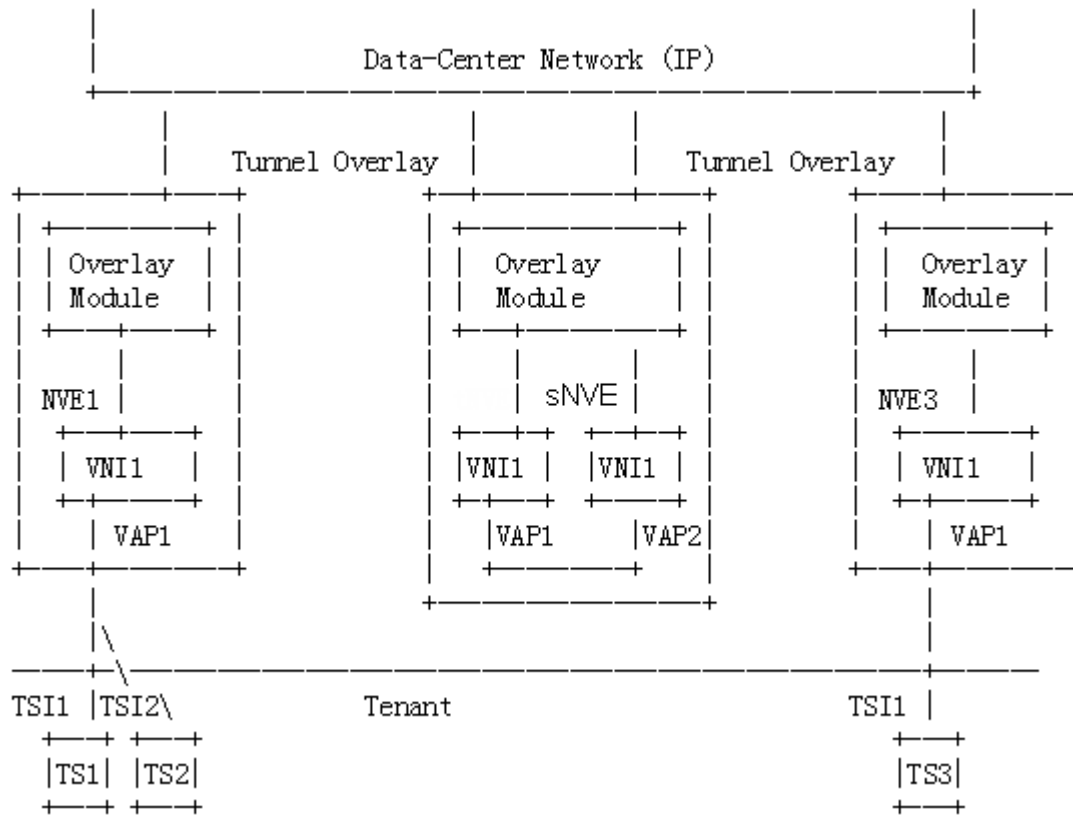 Data-Center Network (IP)
Tunnel Overlay Tunnel Overlay
Overlay Overlay Overlay
Module Module Module
NVE1 sNVE NVE3
VNI1 VNI1 VNI1 VNI1
VAP1 VAP1 VAP2 VAP1
TSI1 TSI2 Tenant TSI1
TS1 TS2 TS3